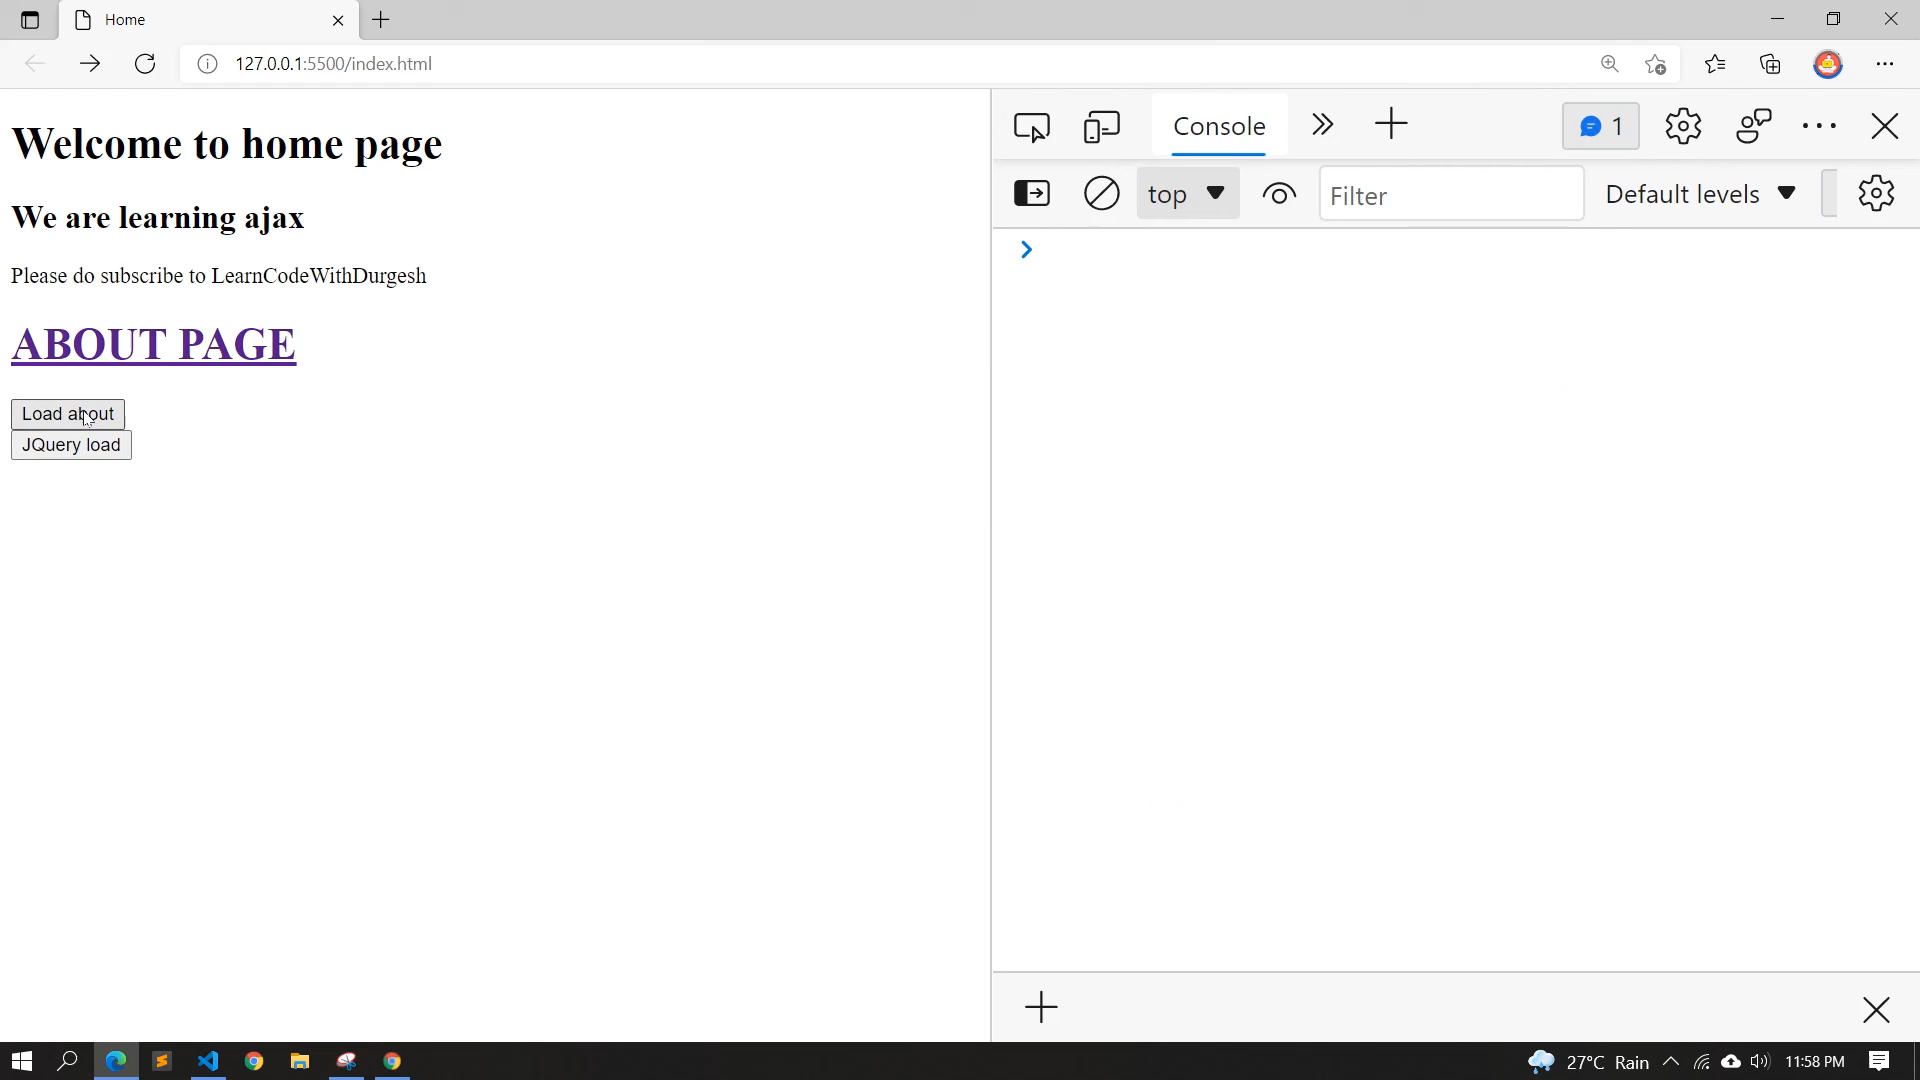 Home
127.0.0.1:5500/index.html
Welcome to home page
We are learning ajax
Please do subscribe to LearnCodeWithDurgesh
ABOUT PAGE
Load about
JQuery load
Console
1
top
Filter
Default levels
27°C Rain
11:58 PM